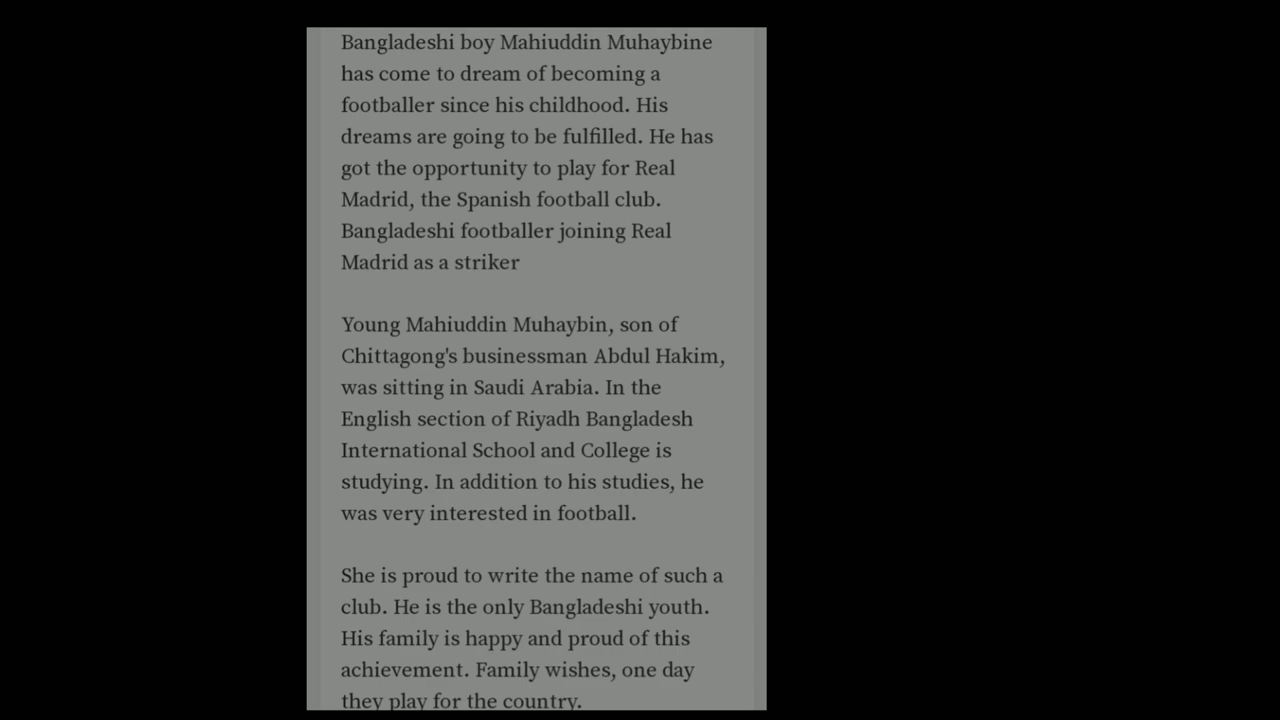 Bangladeshi boy Mahiuddin Muhaybine
has come to dream of becoming a
footballer since his childhood. His
dreams are going to be fulfilled. He has
got the opportunity to play for Real
Madrid, the Spanish football club.
Bangladeshi footballer joining Real
Madrid as a striker
Young Mahiuddin Muhaybin, son of
Chittagong's businessman Abdul Hakim,
was sitting in Saudi Arabia. In the
English section of Riyadh Bangladesh
International School and College is
studying. In addition to his studies, he
was very interested in football.
She is proud to write the name of such a
club. He is the only Bangladeshi youth.
His family is happy and proud of this
achievement. Family wishes, one day
they play for the country.